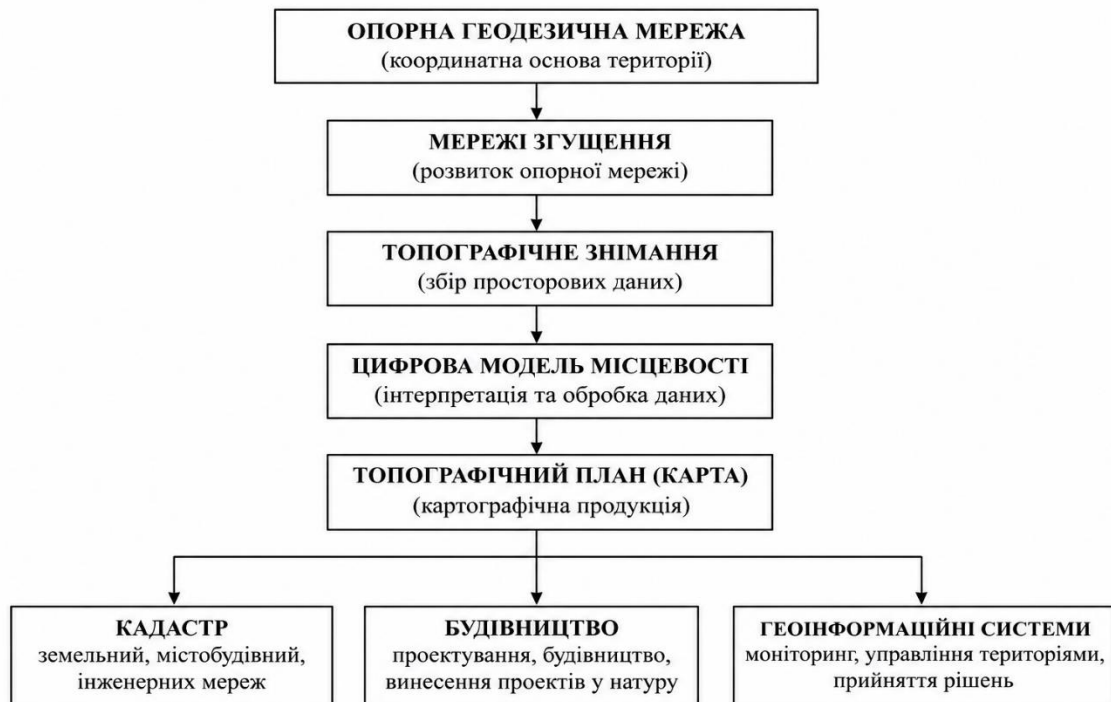 ОПОРНА ГЕОДЕЗИЧНА МЕРЕЖА
(координатна основа території)
МЕРЕЖІ ЗГУЩЕННЯ
(розвиток опорної мережі)
ТОПОГРАФІЧНЕ ЗНІМАННЯ
(збір просторових даних)
ЦИФРОВА МОДЕЛЬ МІСЦЕВОСТІ
(інтерпретація та обробка даних)
ТОПОГРАФІЧНИЙ ПЛАН (КАРТА)
(картографічна продукція)
КАДАСТР
земельний, містобудівний,
інженерних мереж
БУДІВНИЦТВО
проектування, будівництво,
винесення проектів у натуру
ГЕОІНФОРМАЦІЙНІ СИСТЕМИ
моніторинг, управління територіями,
прийняття рішень